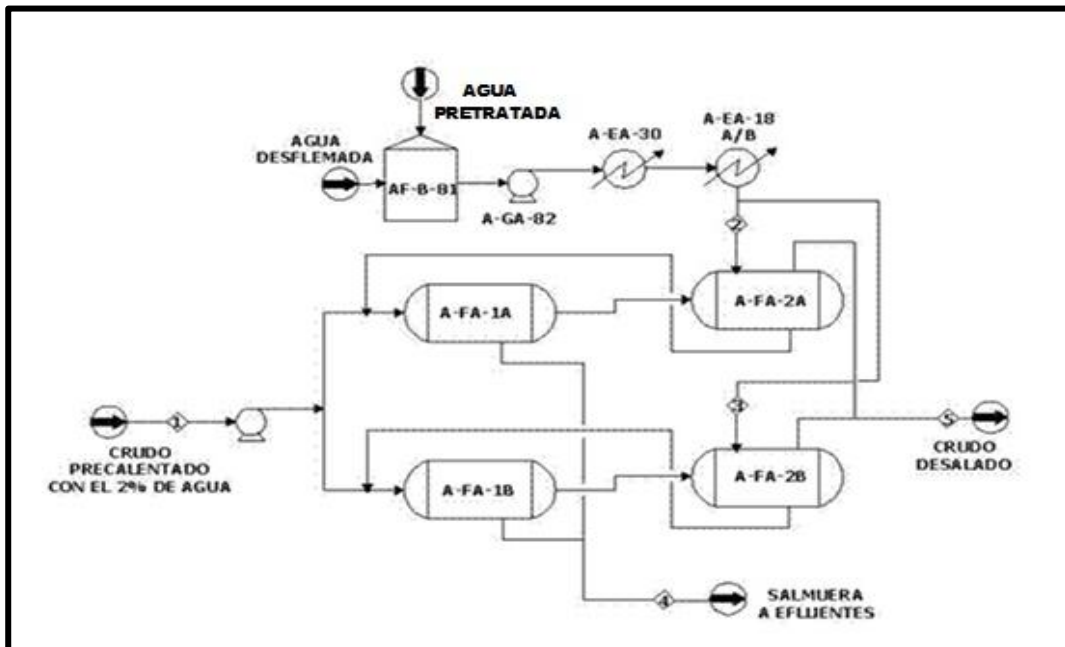 AGUA
PRETRATADA
AGUA
DESFLEMADA
AF-B-81
A-GA-82
A-EA-30
A-EA-18
A/B
2
A-FA-1A
A-FA-2A
3
1
CRUDO
PRECALENTADO
CON EL 2% DE AGUA
A-FA-1B
A-FA-2B
5
CRUDO
DESALADO
4
SALMUERA
A EFLUENTES